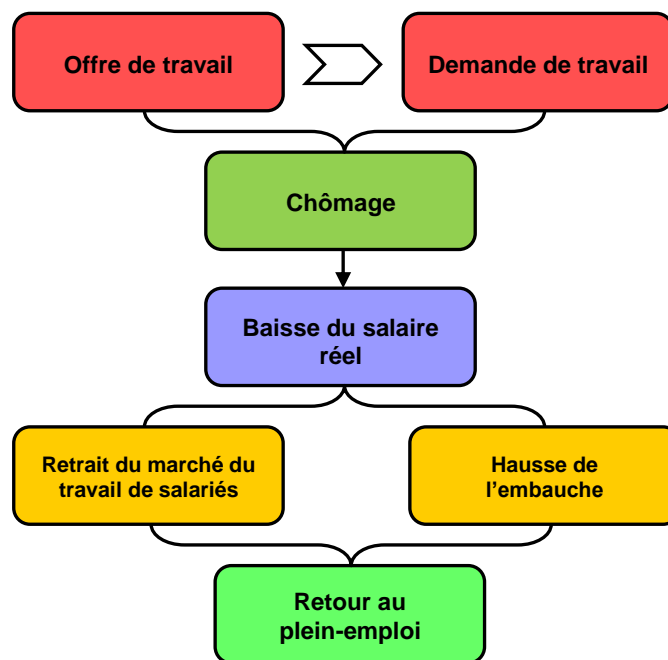 Offre de travail
Demande de travail
Chômage
Baisse du salaire
réel
Retrait du marché du
travail de salariés
Hausse de
l’embauche
Retour au
plein-emploi